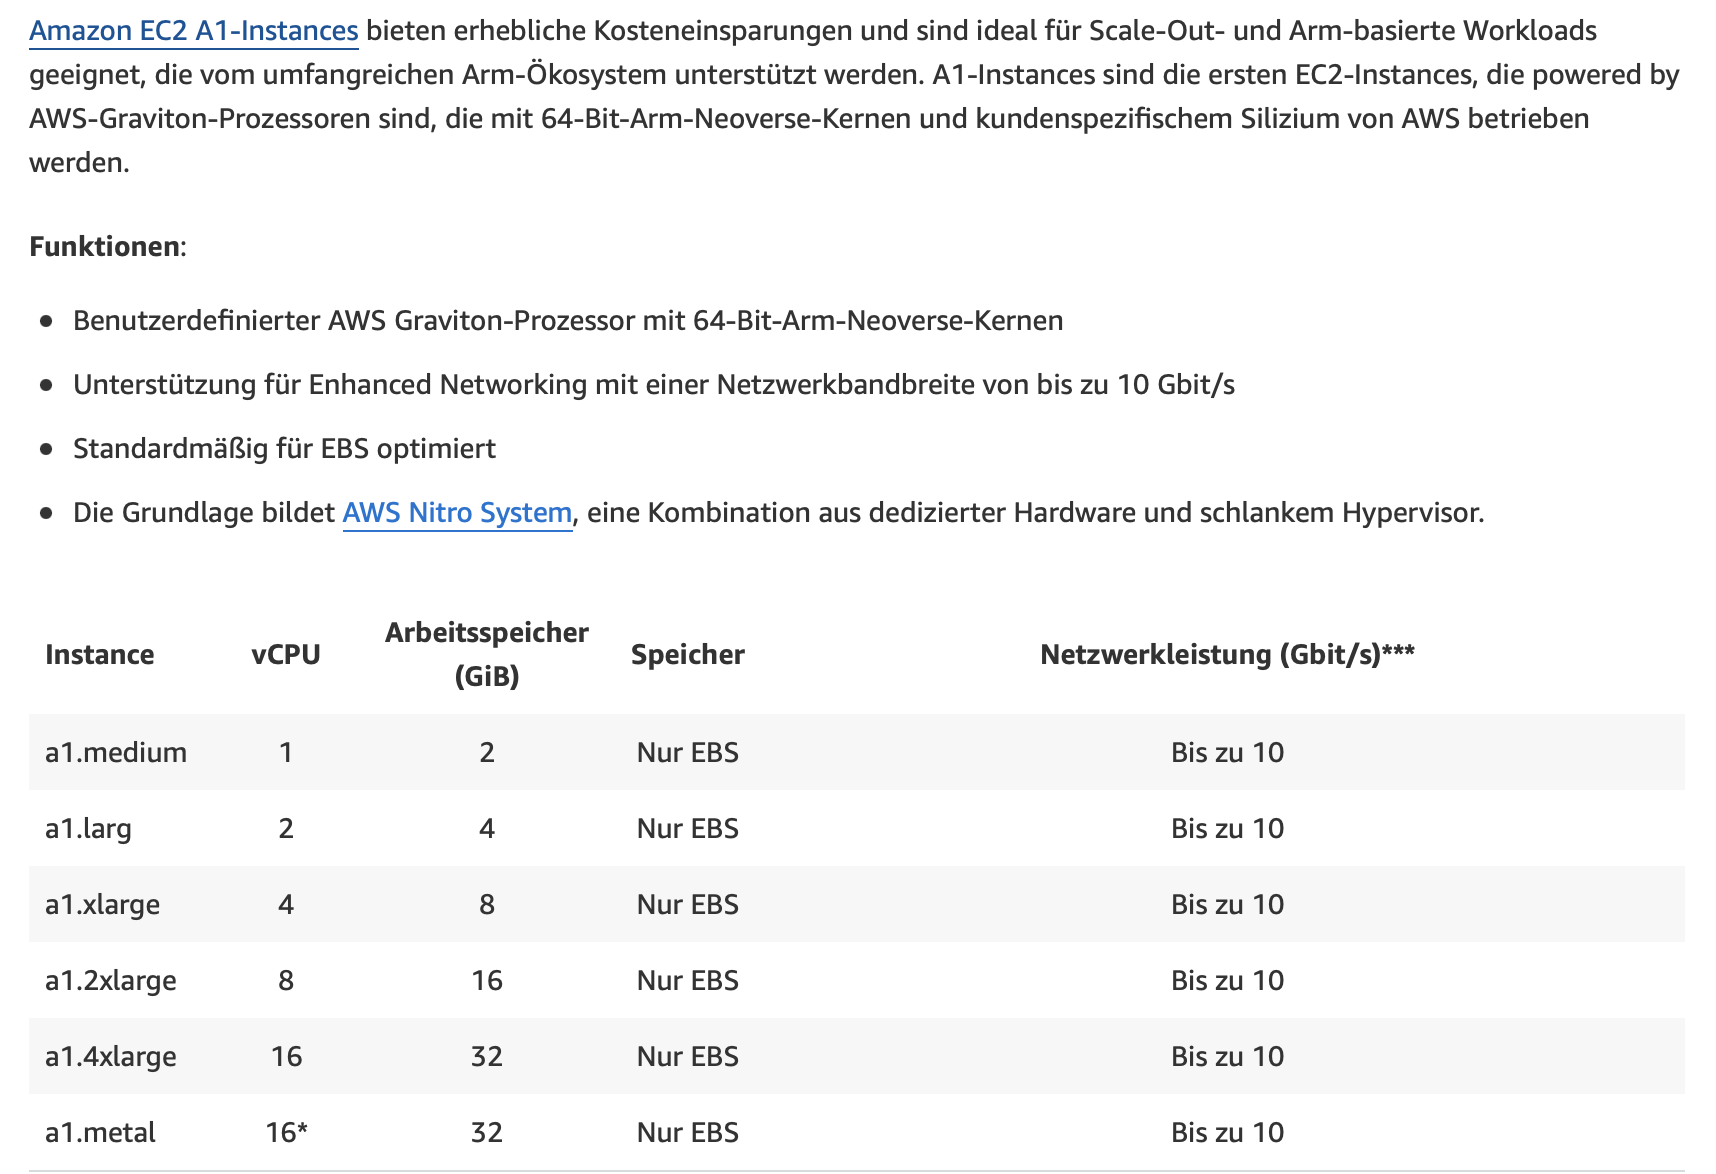 Amazon EC2 A1-Instances bieten erhebliche Kosteneinsparungen und sind ideal für Scale-Out- und Arm-basierte Workloads
geeignet, die vom umfangreichen Arm-Ökosystem unterstützt werden. A1-Instances sind die ersten EC2-Instances, die powered by
AWS-Graviton-Prozessoren sind, die mit 64-Bit-Arm-Neoverse-Kernen und kundenspezifischem Silizium von AWS betrieben
werden.
Funktionen:
• Benutzerdefinierter AWS Graviton-Prozessor mit 64-Bit-Arm-Neoverse-Kernen
• Unterstützung für Enhanced Networking mit einer Netzwerkbandbreite von bis zu 10 Gbit/s
• Standardmäßig für EBS optimiert
• Die Grundlage bildet AWS Nitro System, eine Kombination aus dedizierter Hardware und schlankem Hypervisor.
Instance vCPU Arbeitsspeicher (GiB) Speicher Netzwerkleistung (Gbit/s)***
a1.medium 1 2 Nur EBS Bis zu 10
a1.larg 2 4 Nur EBS Bis zu 10
a1.xlarge 4 8 Nur EBS Bis zu 10
a1.2xlarge 8 16 Nur EBS Bis zu 10
a1.4xlarge 16 32 Nur EBS Bis zu 10
a1.metal 16* 32 Nur EBS Bis zu 10